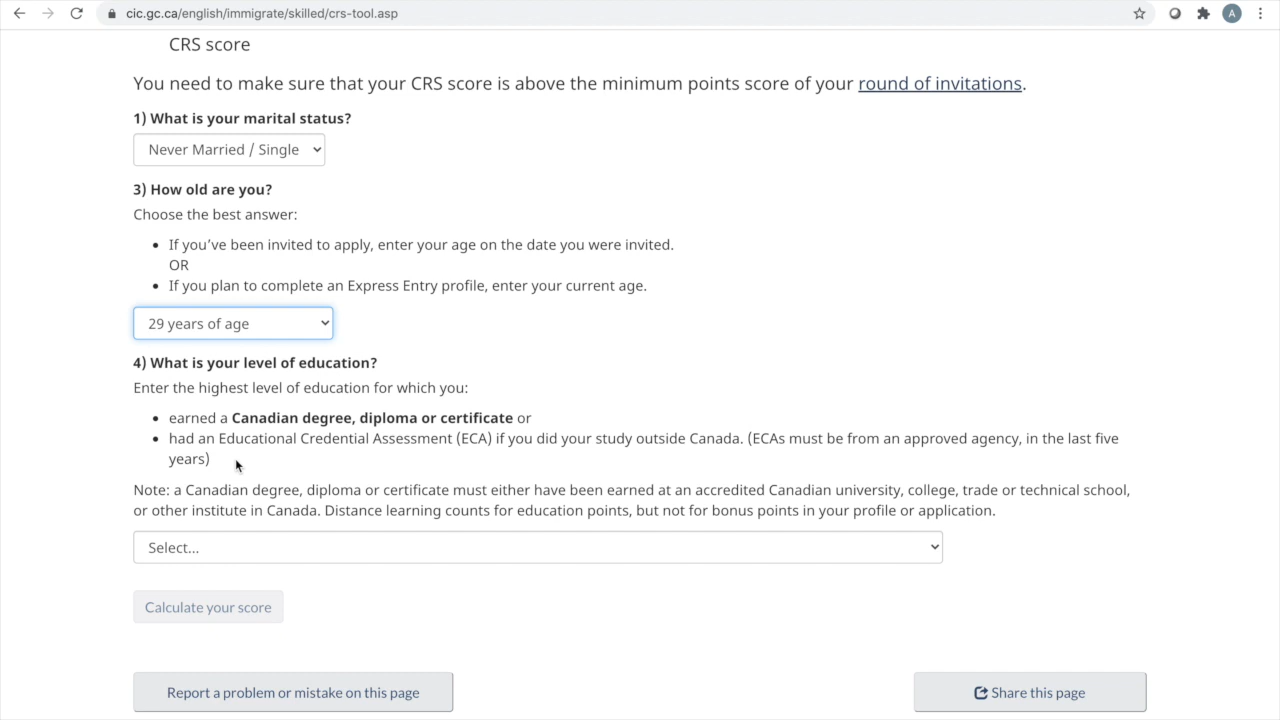 cic.gc.ca/english/immigrate/skilled/crs-tool.asp
A
CRS score
You need to make sure that your CRS score is above the minimum points score of your round of invitations.
1) What is your marital status?
Never Married / Single
3) How old are you?
Choose the best answer:
• If you've been invited to apply, enter your age on the date you were invited.
OR
• If you plan to complete an Express Entry profile, enter your current age.
29 years of age
4) What is your level of education?
Enter the highest level of education for which you:
• earned a Canadian degree, diploma or certificate or
• had an Educational Credential Assessment (ECA) if you did your study outside Canada. (ECAs must be from an approved agency, in the last five
years)
Note: a Canadian degree, diploma or certificate must either have been earned at an accredited Canadian university, college, trade or technical school,
or other institute in Canada. Distance learning counts for education points, but not for bonus points in your profile or application.
Select...
Calculate your score
Report a problem or mistake on this page
Share this page